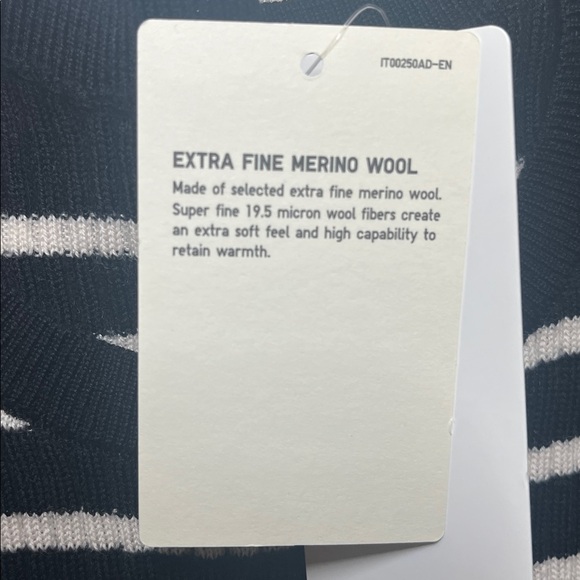 IT00250AD-EN
EXTRA FINE MERINO WOOL
Made of selected extra fine merino wool.
Super fine 19.5 micron wool fibers create
an extra soft feel and high capability to
retain warmth.